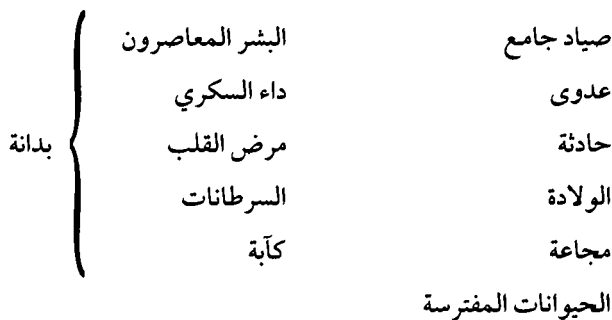 صياد جامع البشر المعاصرون
عدوى داء السكري
حادثة مرض القلب بدانة
الولادة السرطانات
مجاعة كآبة
الحيوانات المفترسة